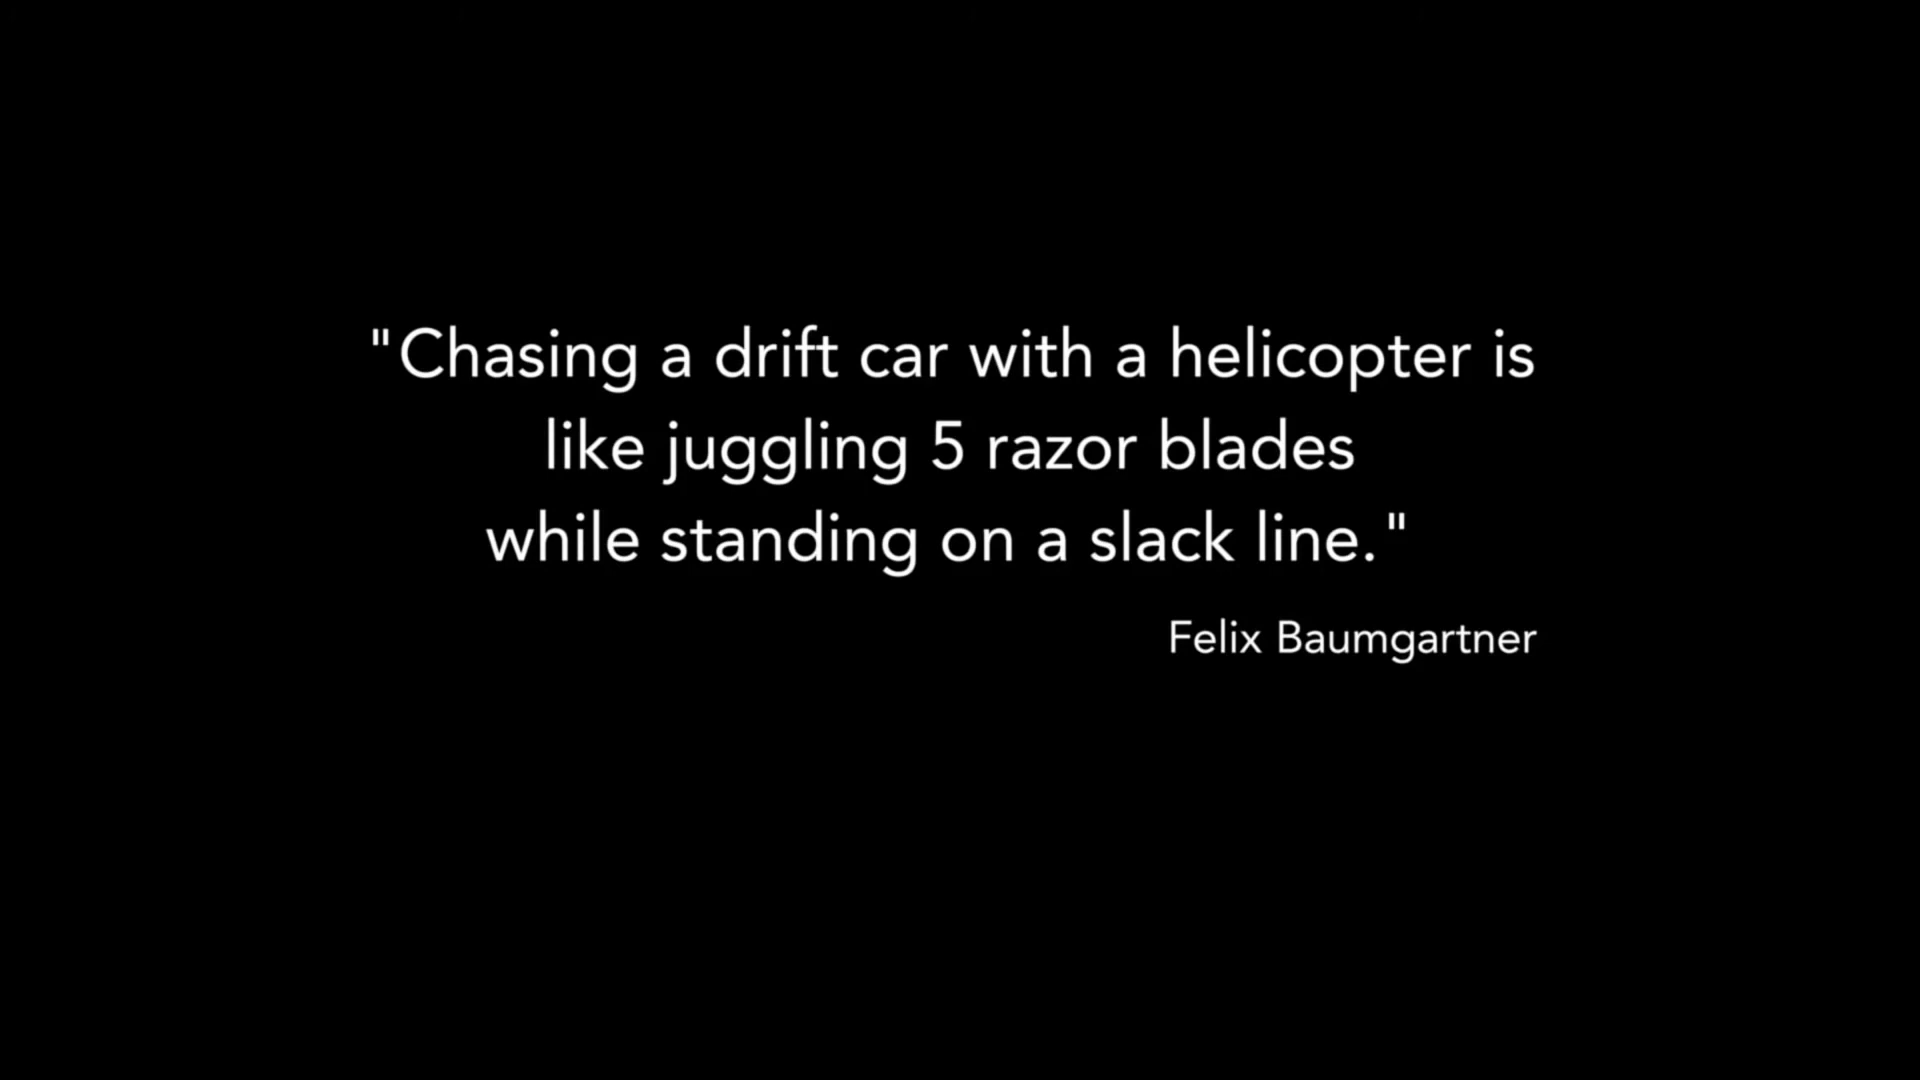 "Chasing a drift car with a helicopter is
like juggling 5 razor blades
while standing on a slack line."
Felix Baumgartner